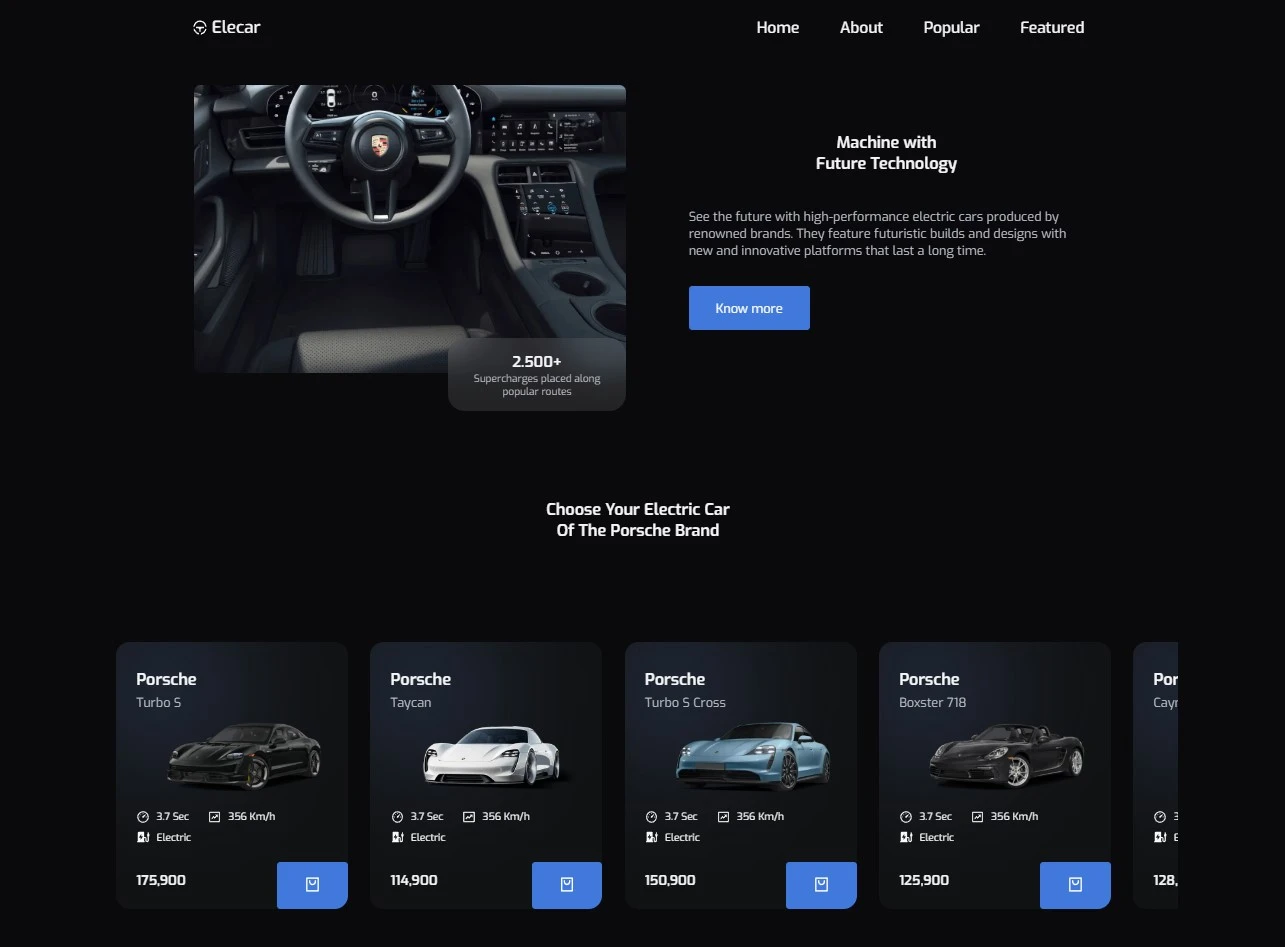 Elecar
Home About Popular Featured
Machine with
Future Technology
See the future with high-performance electric cars produced by
renowned brands. They feature futuristic builds and designs with
new and innovative platforms that last a long time.
Know more
2.500+
Supercharges placed along
popular routes
Choose Your Electric Car
Of The Porsche Brand
Porsche
Turbo S
3.7 Sec 356 Km/h
Electric
175,900
Porsche
Taycan
3.7 Sec 356 Km/h
Electric
114,900
Porsche
Turbo S Cross
3.7 Sec 356 Km/h
Electric
150,900
Porsche
Boxster 718
3.7 Sec 356 Km/h
Electric
125,900
Por
Cay
3
E
128,